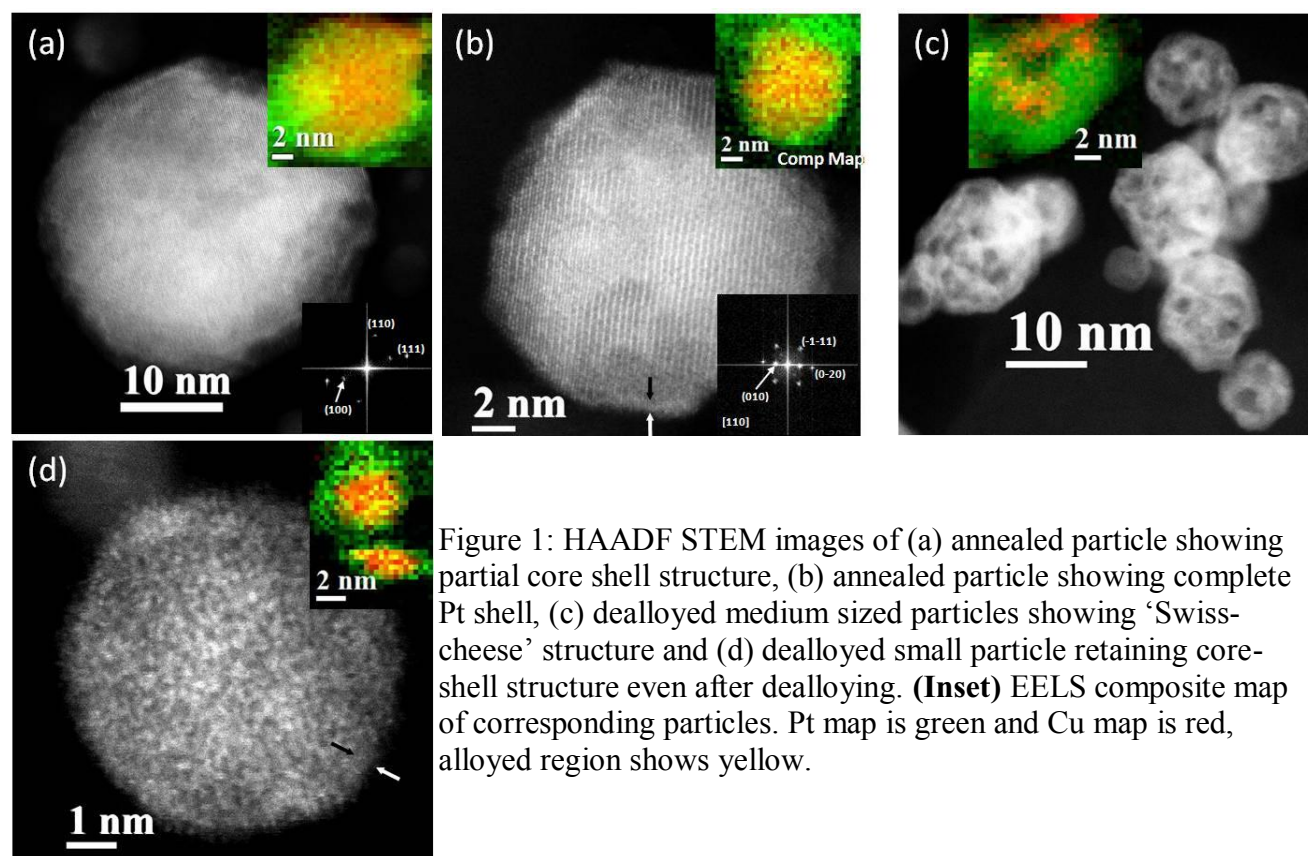 (a)
2 nm
10 nm
(110)
(111)
(100)
(b)
2 nm
Comp Map
2 nm
(-1-11)
(0-20)
(010)
[110]
(c)
2 nm
10 nm
(d)
2 nm
1 nm
Figure 1: HAADF STEM images of (a) annealed particle showing
partial core shell structure, (b) annealed particle showing complete
Pt shell, (c) dealloyed medium sized particles showing ‘Swiss-
cheese’ structure and (d) dealloyed small particle retaining core-
shell structure even after dealloying. (Inset) EELS composite map
of corresponding particles. Pt map is green and Cu map is red,
alloyed region shows yellow.